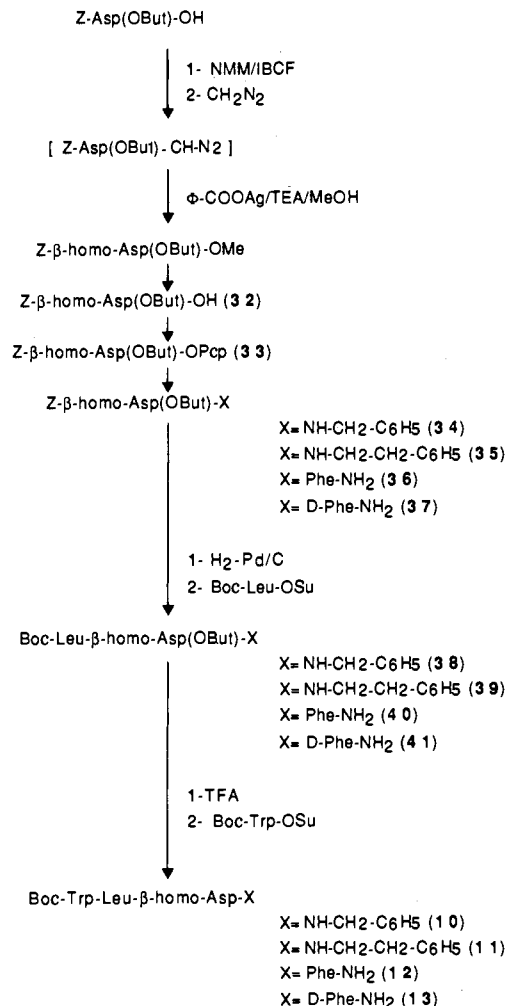 Z-Asp(OBut)-OH
1- NMM/IBCF
2- CH2N2
[ Z-Asp(OBut)-CH-N2 ]
Φ-COOAg/TEA/MeOH
Z-β-homo-Asp(OBut)-OMe
Z-β-homo-Asp(OBut)-OH (32)
Z-β-homo-Asp(OBut)-OPcp (33)
Z-β-homo-Asp(OBut)-X
X= NH-CH2-C6H5 (34)
X= NH-CH2-CH2-C6H5 (35)
X= Phe-NH2 (36)
X= D-Phe-NH2 (37)
1- H2-Pd/C
2- Boc-Leu-OSu
Boc-Leu-β-homo-Asp(OBut)-X
X= NH-CH2-C6H5 (38)
X= NH-CH2-CH2-C6H5 (39)
X= Phe-NH2 (40)
X= D-Phe-NH2 (41)
1-TFA
2- Boc-Trp-OSu
Boc-Trp-Leu-β-homo-Asp-X
X= NH-CH2-C6H5 (10)
X= NH-CH2-CH2-C6H5 (11)
X= Phe-NH2 (12)
X= D-Phe-NH2 (13)